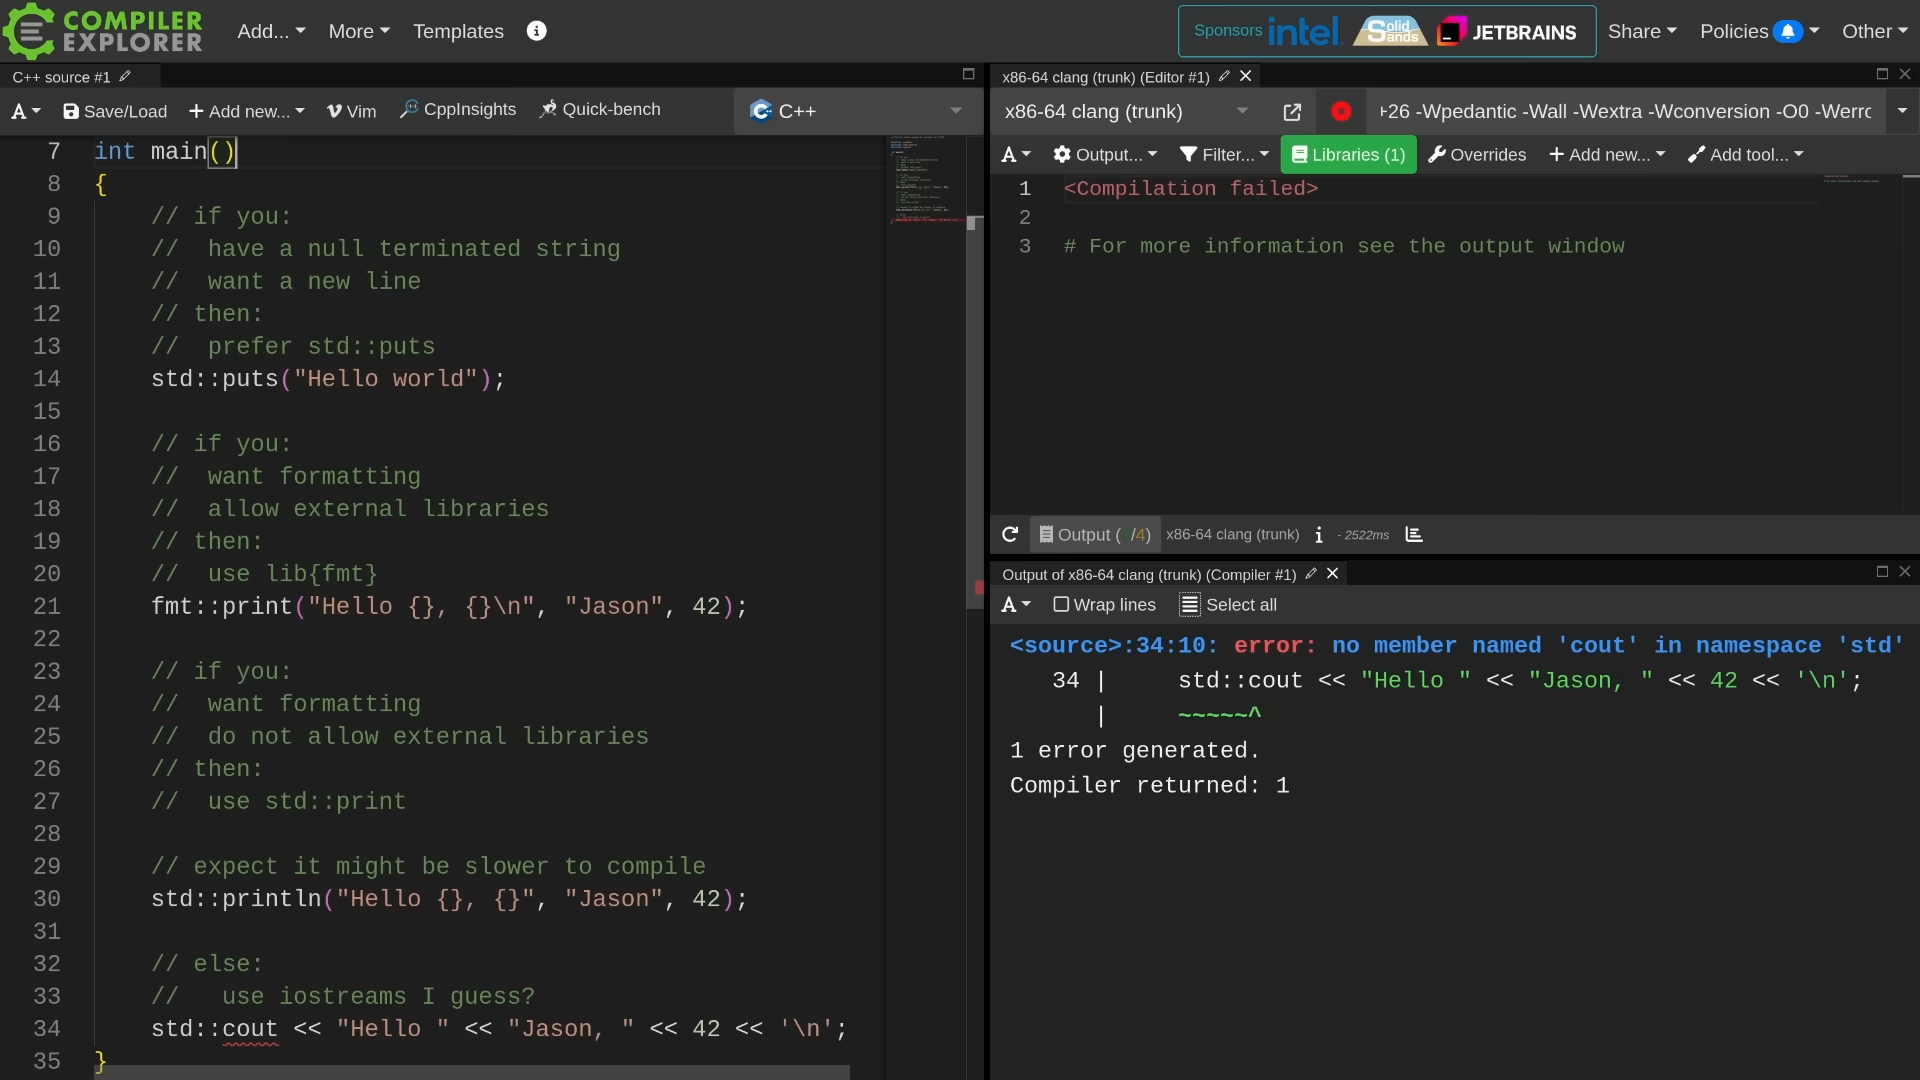 COMPILER EXPLORER
Add... More Templates
Sponsors intel. Solid Sands JETBRAINS
Share Policies Other
C++ source #1
A Save/Load + Add new... Vim CppInsights Quick-bench C++
7 int main()
8 {
9 // if you:
10 //  have a null terminated string
11 //  want a new line
12 // then:
13 //  prefer std::puts
14 std::puts("Hello world");
15
16 // if you:
17 //  want formatting
18 //  allow external libraries
19 // then:
20 //  use lib{fmt}
21 fmt::print("Hello {}, {}\n", "Jason", 42);
22
23 // if you:
24 //  want formatting
25 //  do not allow external libraries
26 // then:
27 //  use std::print
28
29 // expect it might be slower to compile
30 std::println("Hello {}, {}", "Jason", 42);
31
32 // else:
33 //   use iostreams I guess?
34 std::cout << "Hello " << "Jason, " << 42 << '\n';
35 }
x86-64 clang (trunk) (Editor #1)
x86-64 clang (trunk) +26 -Wpedantic -Wall -Wextra -Wconversion -O0 -Werrc
A Output... Filter... Libraries (1) Overrides + Add new... Add tool...
1 <Compilation failed>
2
3 # For more information see the output window
Output ( /4) x86-64 clang (trunk) i - 2522ms
Output of x86-64 clang (trunk) (Compiler #1)
A Wrap lines Select all
<source>:34:10: error: no member named 'cout' in namespace 'std'
34 |     std::cout << "Hello " << "Jason, " << 42 << '\n';
|     ~~~~~^
1 error generated.
Compiler returned: 1